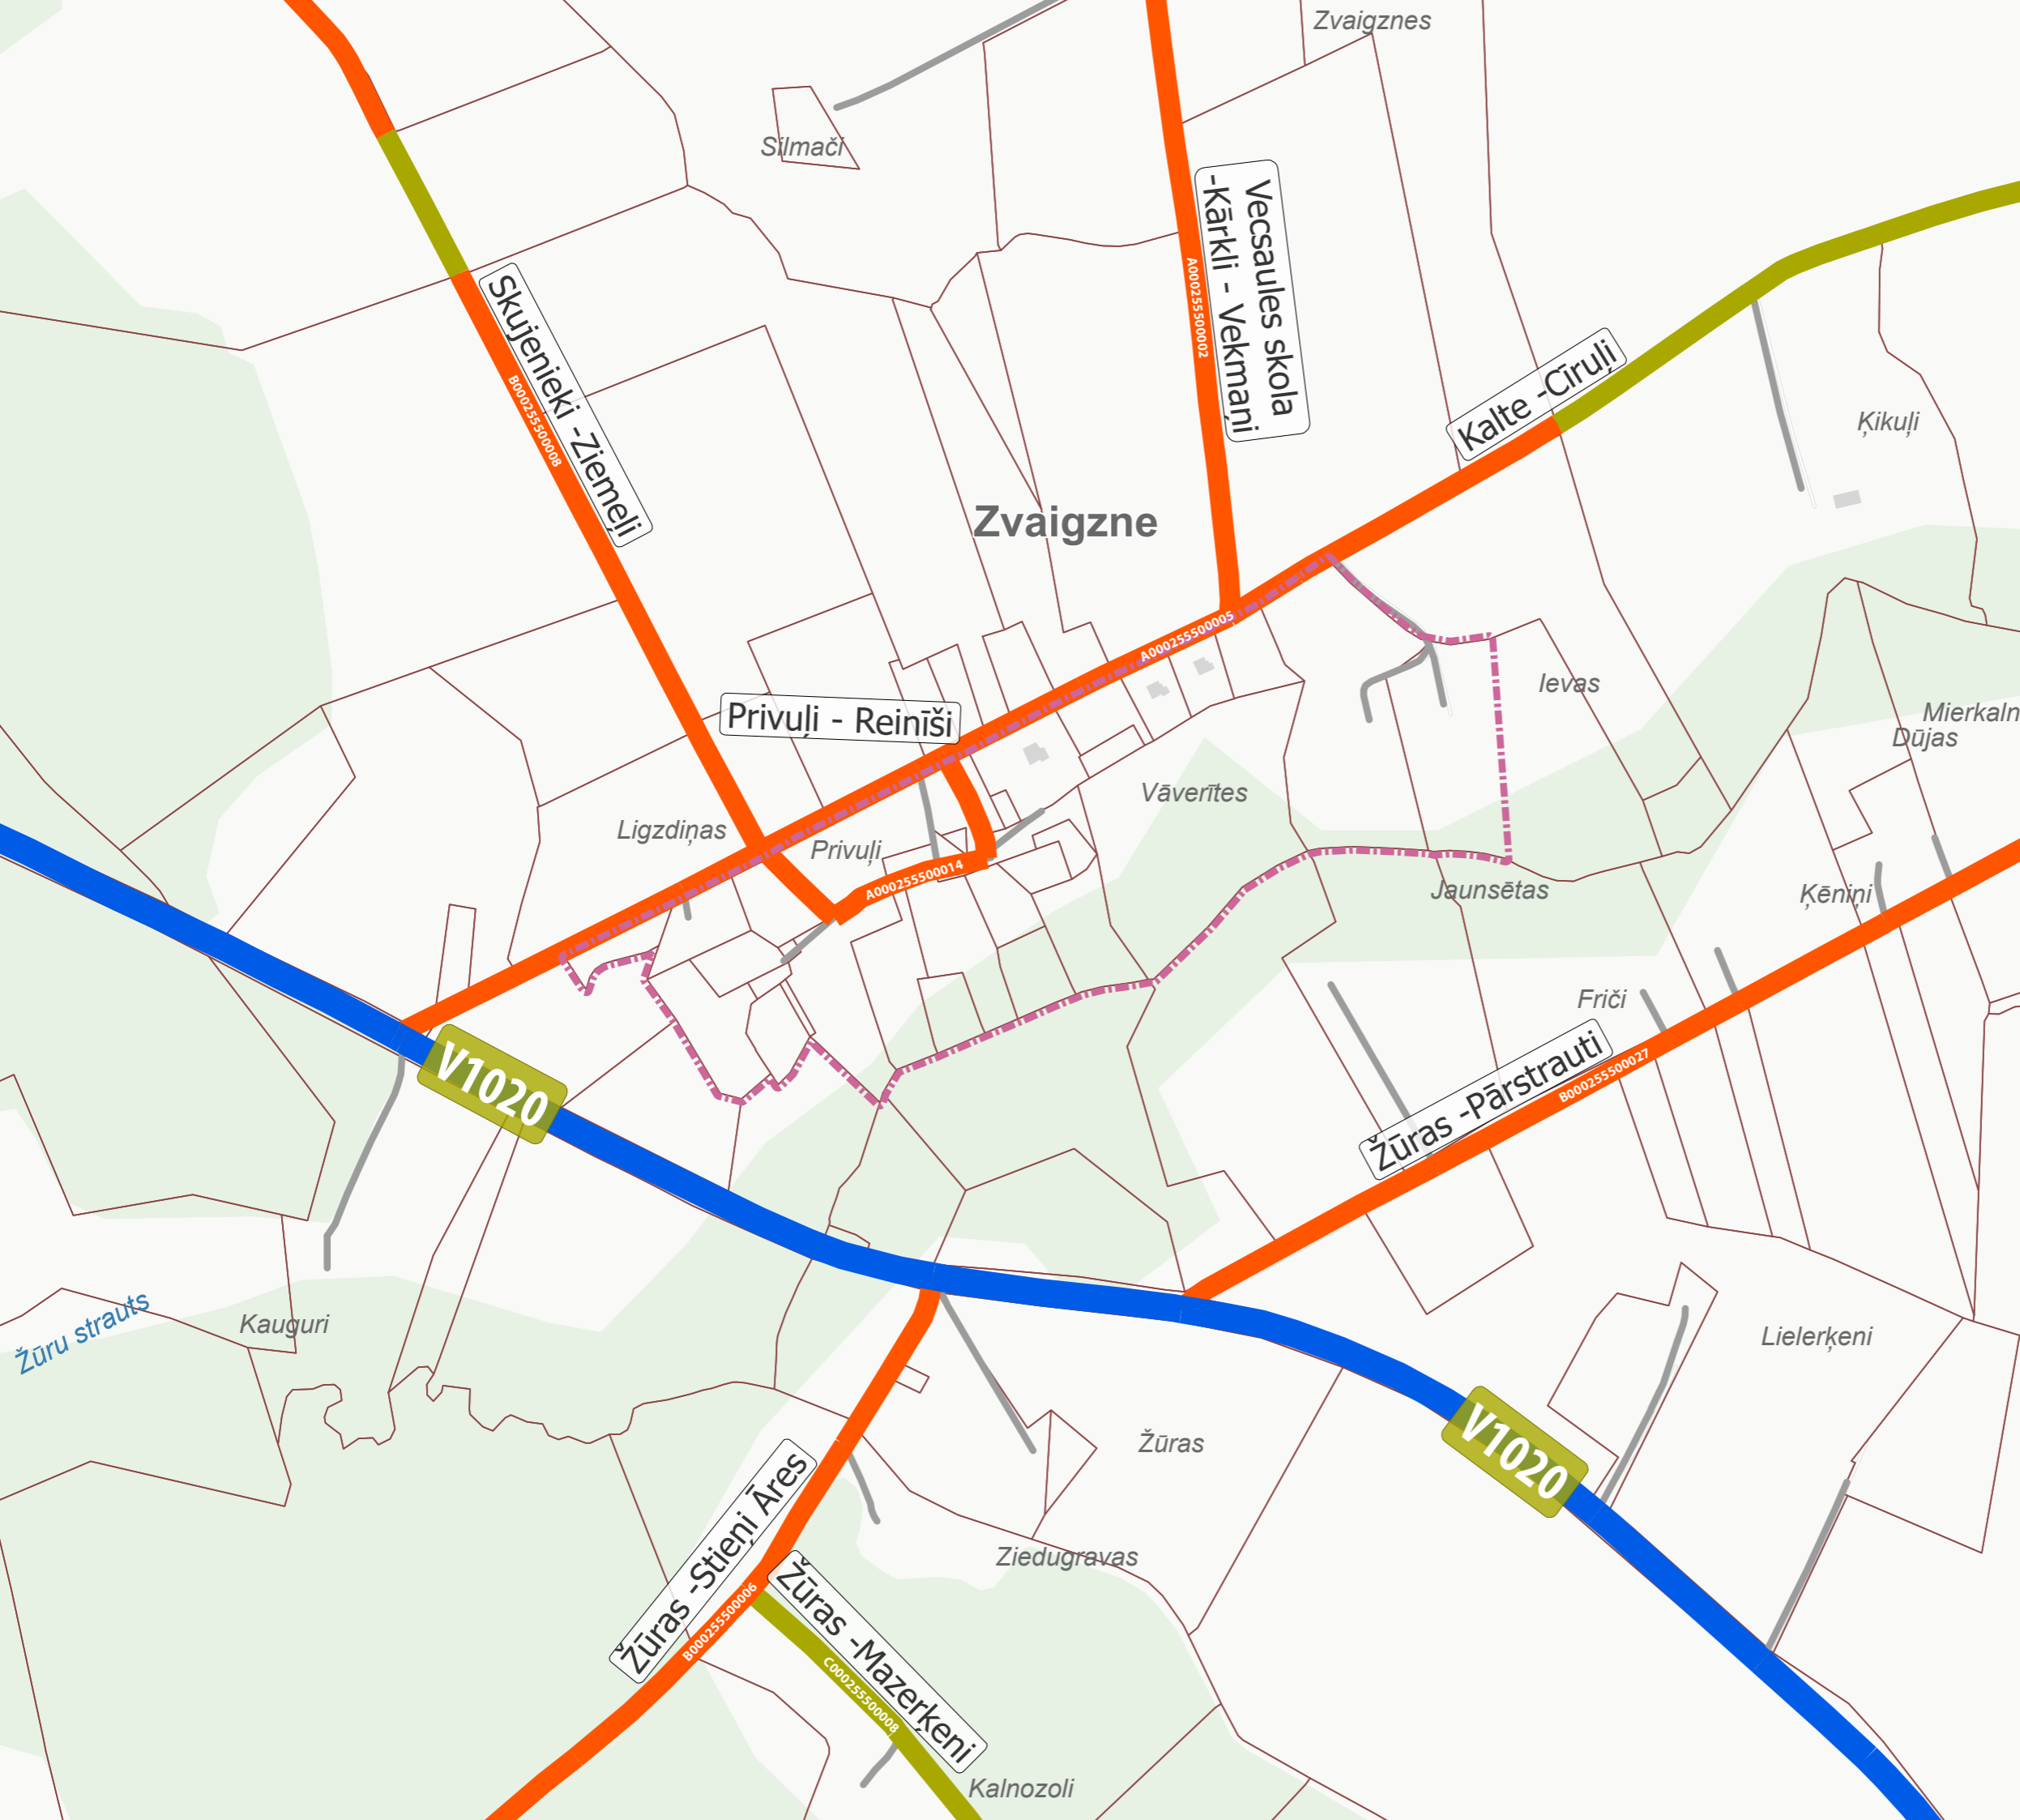 Zvaigznes
Silmači
Vecsaules skola
-Kārkli - Vekmaņi
A000255500002
Skujenieki -Ziemeļi
B000255500008
Kalte -Cīruļi
Ķikuļi
Zvaigzne
A000255500005
Ievas
Privuļi - Reinīši
Mierkaln
Dūjas
Vāverītes
Ligzdiņas
Privuļi
A000255500014
Jaunsētas
Ķēniņi
Friči
V1020
Žūras -Pārstrauti
B000255500027
Žūru strauts
Kauguri
Lielerķeni
Žūras
V1020
Žūras -Stieņi Āres
B000255500006
Ziedugravas
Žūras -Mazerķeni
C000255500008
Kalnozoli